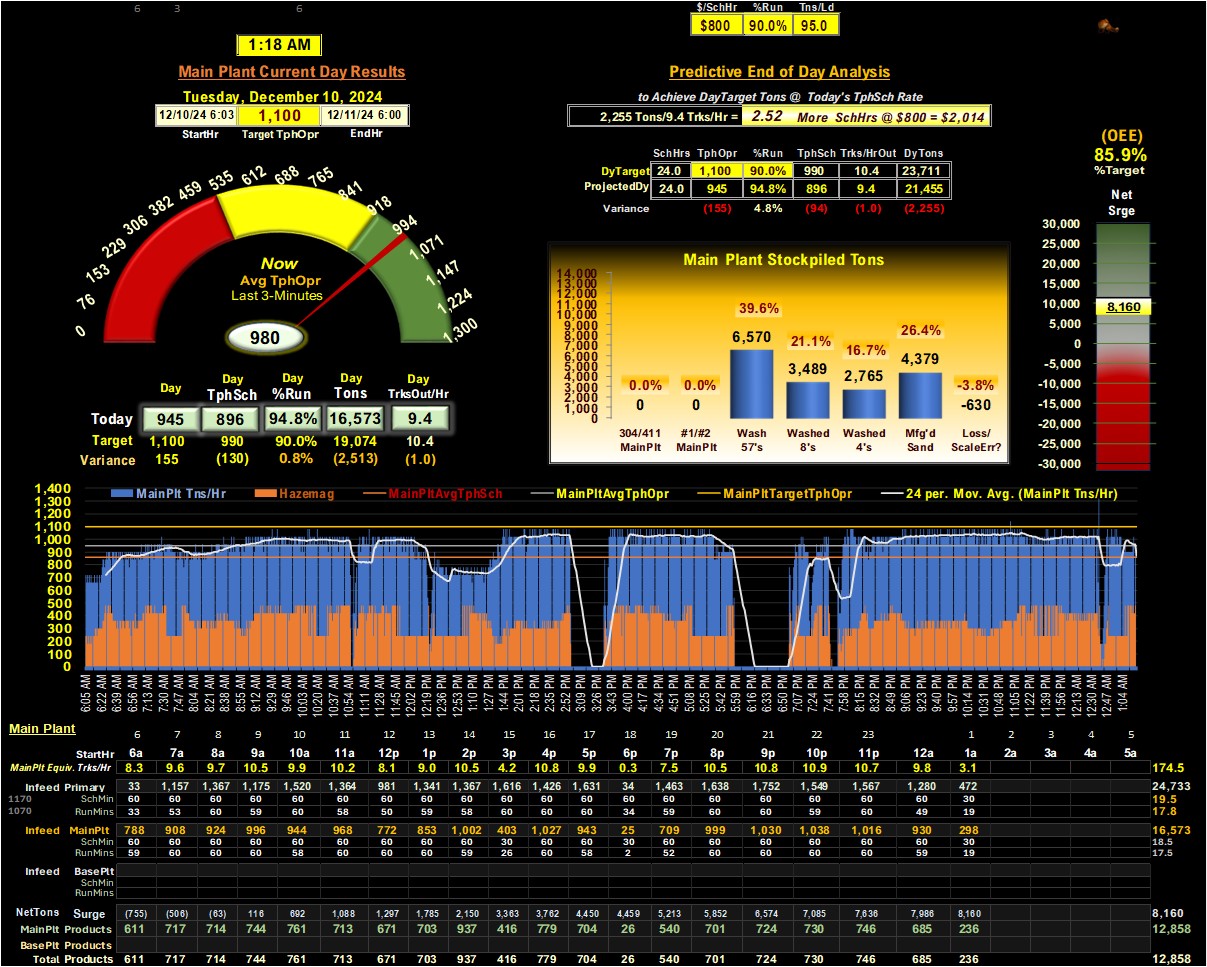 6 3 6
$/SchHr %Run Tns/Ld
$800 90.0% 95.0
1:18 AM
Main Plant Current Day Results
Tuesday, December 10, 2024
12/10/24 6:03 1,100 12/11/24 6:00
StartHr Target TphOpr EndHr
Predictive End of Day Analysis
to Achieve DayTarget Tons @ Today's TphSch Rate
2,255 Tons/9.4 Trks/Hr = 2.52 More SchHrs @ $800 = $2,014
SchHrs TphOpr %Run TphSch Trks/HrOut DyTons
DyTarget 24.0 1,100 90.0% 990 10.4 23,711
ProjectedDy 24.0 945 94.8% 896 9.4 21,455
Variance (155) 4.8% (94) (1.0) (2,255)
(OEE)
85.9%
%Target
Net
Srge
30,000
25,000
20,000
15,000
10,000
8,160
5,000
0
-5,000
-10,000
-15,000
-20,000
-25,000
-30,000
0 76 153 229 306 382 459 535 612 688 765 841 918 994 1,071 1,147 1,224 1,300
Now
Avg TphOpr
Last 3-Minutes
980
Day Day TphSch Day %Run Day Tons Day TrksOut/Hr
Today 945 896 94.8% 16,573 9.4
Target 1,100 990 90.0% 19,074 10.4
Variance 155 (130) 0.8% (2,513) (1.0)
Main Plant Stockpiled Tons
14,000
13,000
12,000
11,000
10,000
9,000
8,000
7,000
6,000
5,000
4,000
3,000
2,000
1,000
0
0.0% 0.0% 39.6% 21.1% 16.7% 26.4% -3.8%
0 0 6,570 3,489 2,765 4,379 -630
304/411 #1/#2 Wash Washed Washed Mfg'd Loss/
MainPlt MainPlt 57's 8's 4's Sand ScaleErr?
MainPlt Tns/Hr Hazemag MainPltAvgTphSch MainPltAvgTphOpr MainPltTargetTphOpr 24 per. Mov. Avg. (MainPlt Tns/Hr)
1,400
1,300
1,200
1,100
1,000
900
800
700
600
500
400
300
200
100
0
6:05 AM 6:22 AM 6:39 AM 6:56 AM 7:13 AM 7:30 AM 7:47 AM 8:04 AM 8:21 AM 8:38 AM 8:55 AM 9:12 AM 9:29 AM 9:46 AM 10:03 AM 10:20 AM 10:37 AM 10:54 AM 11:11 AM 11:28 AM 11:45 AM 12:02 PM 12:19 PM 12:36 PM 12:53 PM 1:10 PM 1:27 PM 1:44 PM 2:01 PM 2:18 PM 2:35 PM 2:52 PM 3:09 PM 3:26 PM 3:43 PM 4:00 PM 4:17 PM 4:34 PM 4:51 PM 5:08 PM 5:25 PM 5:42 PM 5:59 PM 6:16 PM 6:33 PM 6:50 PM 7:07 PM 7:24 PM 7:41 PM 7:58 PM 8:15 PM 8:32 PM 8:49 PM 9:06 PM 9:23 PM 9:40 PM 9:57 PM 10:14 PM 10:31 PM 10:48 PM 11:05 PM 11:22 PM 11:39 PM 11:56 PM 12:13 AM 12:30 AM 12:47 AM 1:04 AM
Main Plant 6 7 8 9 10 11 12 13 14 15 16 17 18 19 20 21 22 23 1 2 3 4 5
StartHr 6a 7a 8a 9a 10a 11a 12p 1p 2p 3p 4p 5p 6p 7p 8p 9p 10p 11p 12a 1a 2a 3a 4a 5a
MainPlt Equiv. Trks/Hr 8.3 9.6 9.7 10.5 9.9 10.2 8.1 9.0 10.5 4.2 10.8 9.9 0.3 7.5 10.5 10.8 10.9 10.7 9.8 3.1 174.5
Infeed Primary 33 1,157 1,367 1,175 1,520 1,364 981 1,341 1,367 1,616 1,426 1,631 34 1,463 1,638 1,752 1,549 1,567 1,280 472 24,733
1170 SchMin 60 60 60 60 60 60 60 60 60 60 60 60 60 60 60 60 60 60 60 30 19.5
1070 RunMins 33 53 60 59 60 58 50 59 58 60 60 60 34 59 60 60 59 60 49 19 17.8
Infeed MainPlt 788 908 924 996 944 968 772 853 1,002 403 1,027 943 25 709 999 1,030 1,038 1,016 930 298 16,573
SchMin 60 60 60 60 60 60 60 60 60 30 60 60 30 60 60 60 60 60 60 30 18.5
RunMins 59 60 60 60 58 60 60 60 59 26 60 58 2 52 60 60 60 60 59 19 17.5
Infeed BasePlt
SchMin
RunMins
NetTons Surge (755) (506) (63) 116 692 1,088 1,297 1,785 2,150 3,363 3,762 4,450 4,459 5,213 5,852 6,574 7,085 7,636 7,986 8,160 8,160
MainPlt Products 611 717 714 744 761 713 671 703 937 416 779 704 26 540 701 724 730 746 685 236 12,858
BasePlt Products
Total Products 611 717 714 744 761 713 671 703 937 416 779 704 26 540 701 724 730 746 685 236 12,858